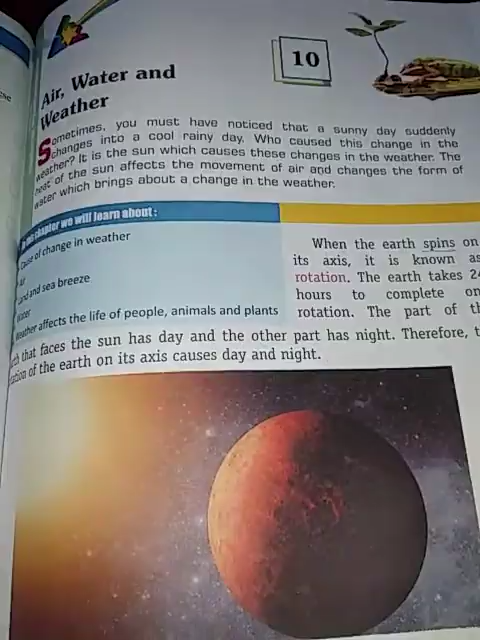 10
Air, Water and
Weather
Sometimes, you must have noticed that a sunny day suddenly
changes into a cool rainy day. Who caused this change in the
weather? It is the sun which causes these changes in the weather. The
heat of the sun affects the movement of air and changes the form of
water which brings about a change in the weather.
chapter we will learn about:
Cause of change in weather
Air
Land and sea breeze
Water
Weather affects the life of people, animals and plants
When the earth spins on
its axis, it is known as
rotation. The earth takes 24
hours to complete on
rotation. The part of th
that faces the sun has day and the other part has night. Therefore, t
of the earth on its axis causes day and night.